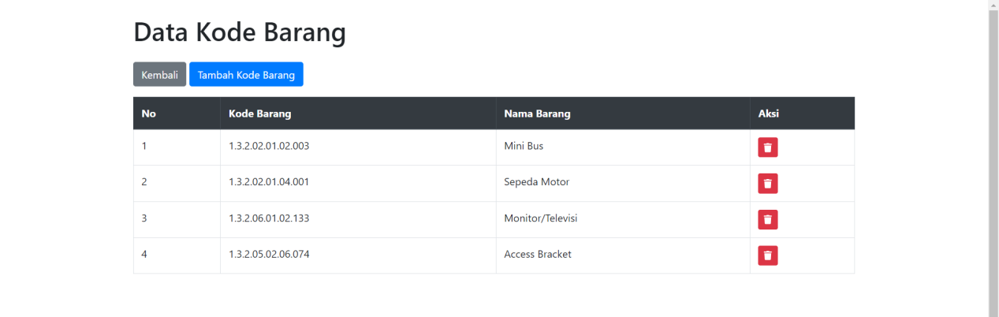 Data Kode Barang
Kembali Tambah Kode Barang
No Kode Barang Nama Barang Aksi
1 1.3.2.02.01.02.003 Mini Bus
2 1.3.2.02.01.04.001 Sepeda Motor
3 1.3.2.06.01.02.133 Monitor/Televisi
4 1.3.2.05.02.06.074 Access Bracket